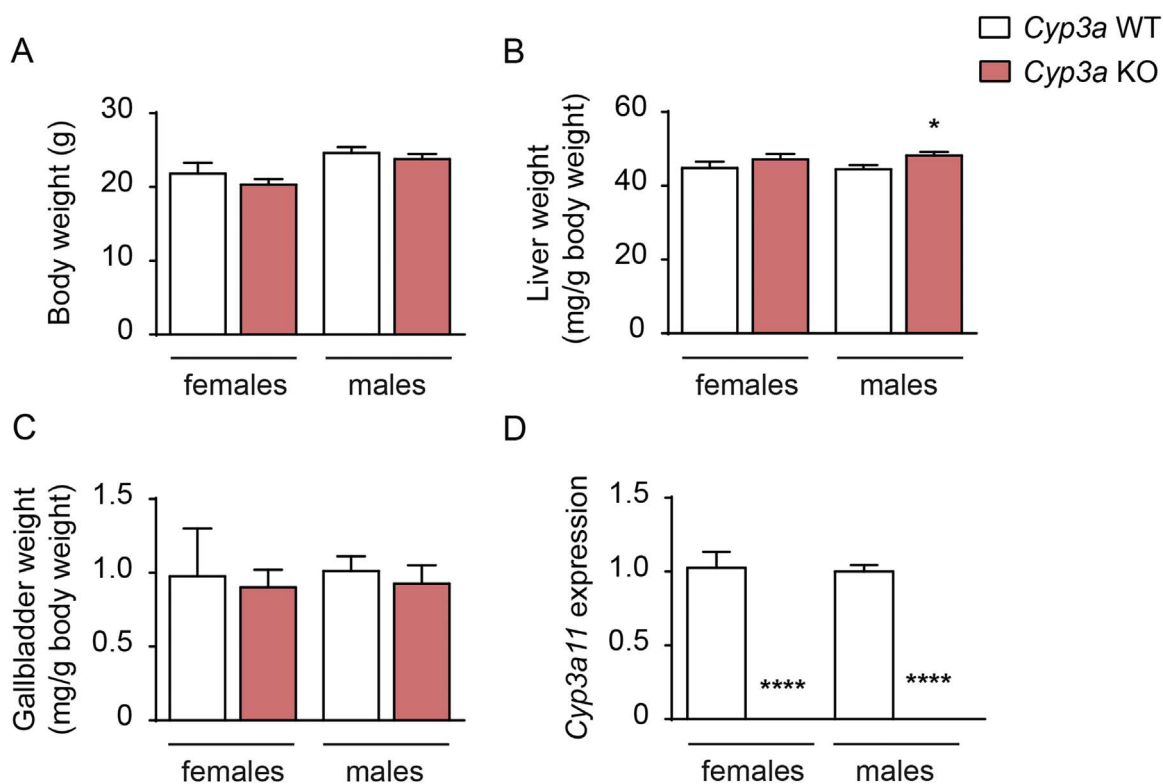 Cyp3a WT
Cyp3a KO
A
Body weight (g)
30
20
10
0
females
males
B
Liver weight
(mg/g body weight)
60
40
20
0
*
females
males
C
Gallbladder weight
(mg/g body weight)
1.5
1.0
0.5
0
females
males
D
Cyp3a11 expression
1.5
1.0
0.5
0
****
****
females
males